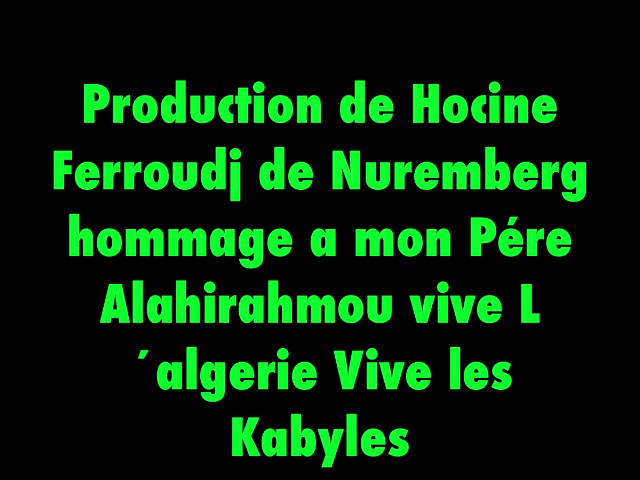 Production de Hocine
Ferroudj de Nuremberg
hommage a mon Pére
Alahirahmou vive L
´algerie Vive les
Kabyles